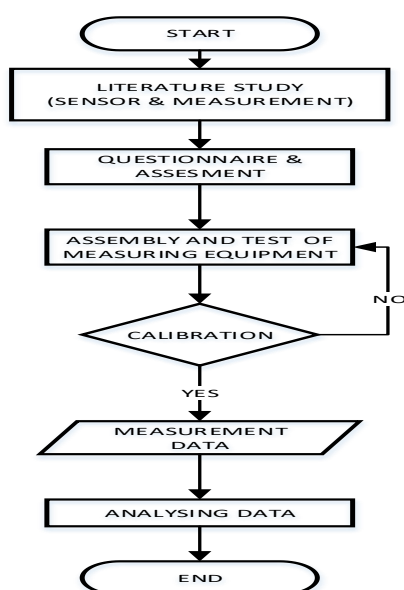 START
LITERATURE STUDY
(SENSOR & MEASUREMENT)
QUESTIONNAIRE &
ASSESMENT
ASSEMBLY AND TEST OF
MEASURING EQUIPMENT
NO
CALIBRATION
YES
MEASUREMENT
DATA
ANALYSING DATA
END